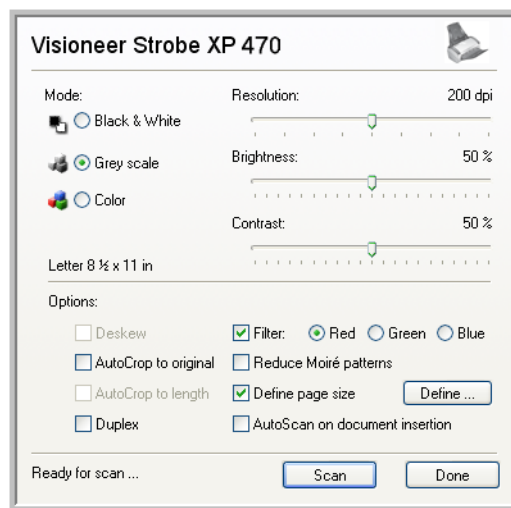 Visioneer Strobe XP 470
Mode:
Black & White
Grey scale
Color
Letter 8 ½ x 11 in
Resolution: 200 dpi
Brightness: 50 %
Contrast: 50 %
Options:
Deskew
AutoCrop to original
AutoCrop to length
Duplex
Filter: Red Green Blue
Reduce Moiré patterns
Define page size Define ...
AutoScan on document insertion
Ready for scan ... Scan Done